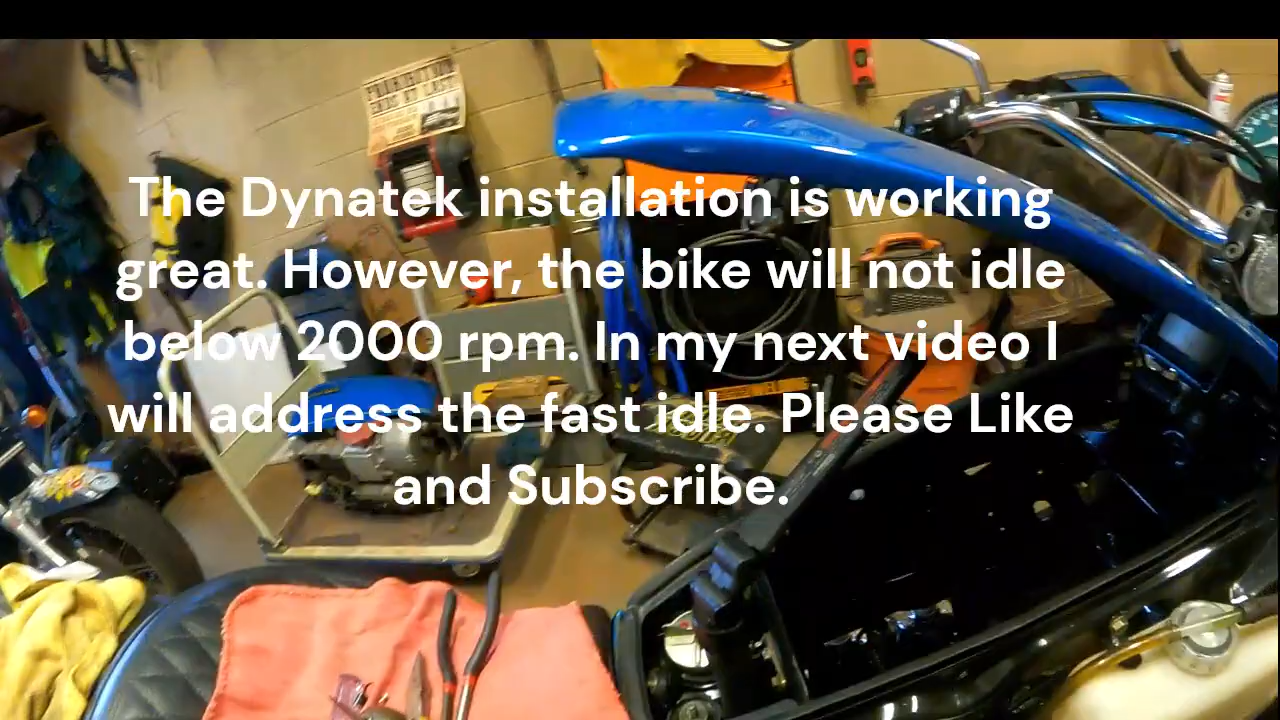 The Dynatek installation is working
great. However, the bike will not idle
below 2000 rpm. In my next video I
will address the fast idle. Please Like
and Subscribe.